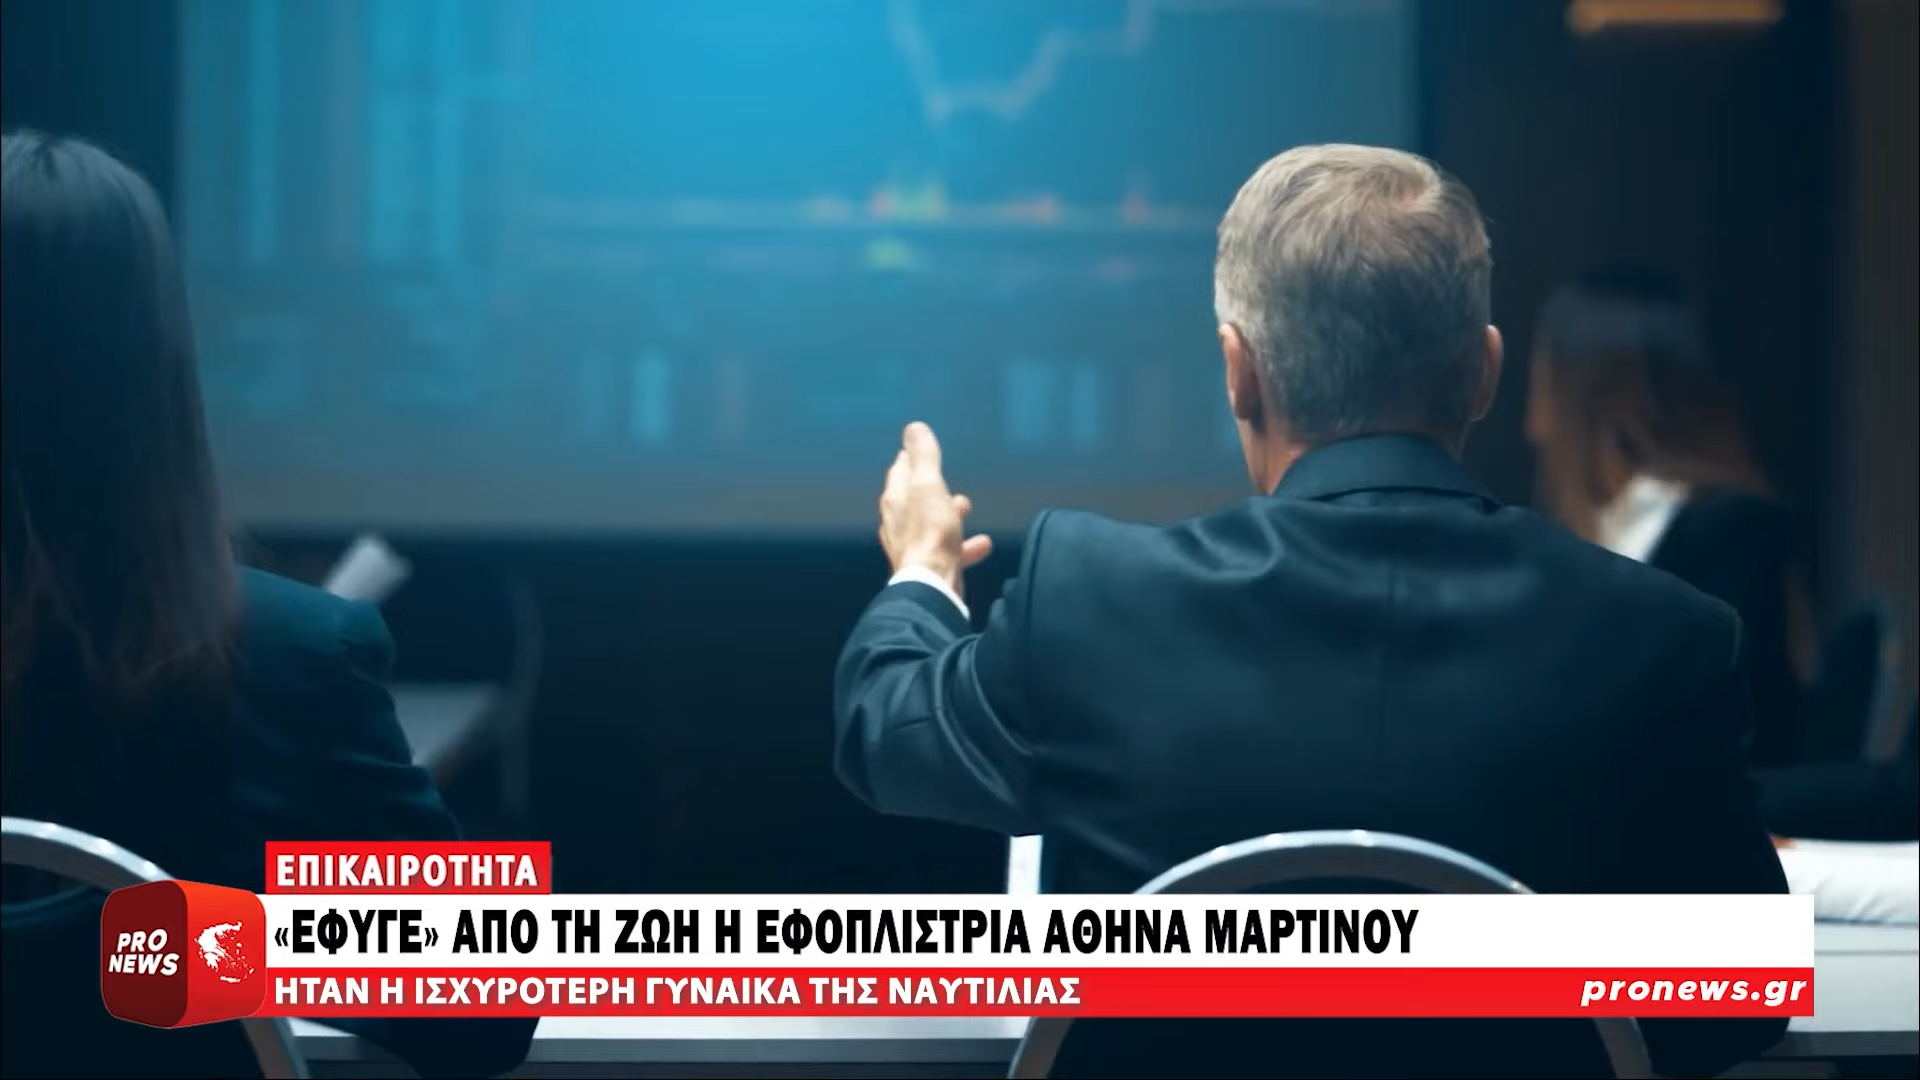 ΕΠΙΚΑΙΡΟΤΗΤΑ
«ΕΦΥΓΕ» ΑΠΟ ΤΗ ΖΩΗ Η ΕΦΟΠΛΙΣΤΡΙΑ ΑΘΗΝΑ ΜΑΡΤΙΝΟΥ
PRO
NEWS
ΗΤΑΝ Η ΙΣΧΥΡΟΤΕΡΗ ΓΥΝΑΙΚΑ ΤΗΣ ΝΑΥΤΙΛΙΑΣ
pronews.gr